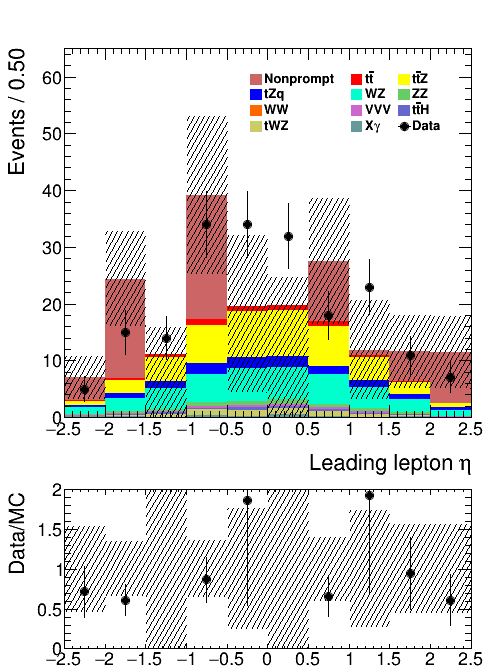 Events / 0.50
60
50
40
30
20
10
0
Nonprompt tt̄ tt̄Z
tZq WZ ZZ
WW VVV tt̄H
tWZ Xγ Data
−2.5 −2 −1.5 −1 −0.5 0 0.5 1 1.5 2 2.5
Leading lepton η
Data/MC
2
1.5
1
0.5
0
−2.5 −2 −1.5 −1 −0.5 0 0.5 1 1.5 2 2.5